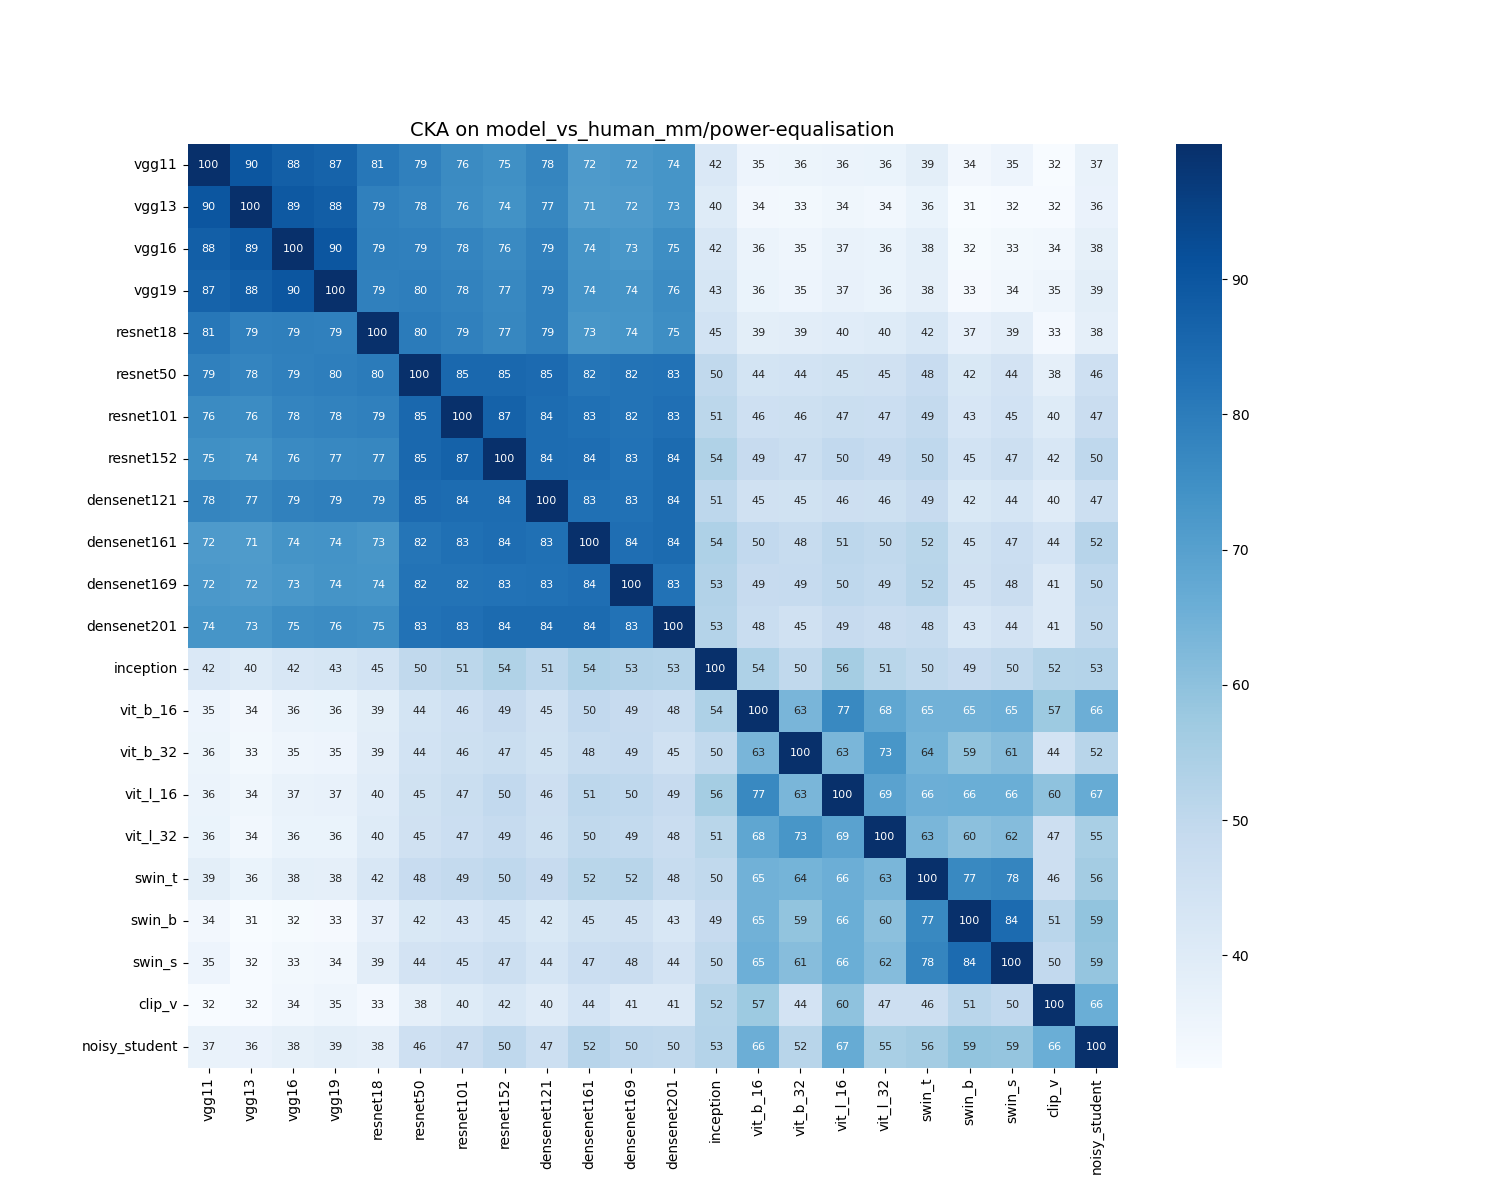 CKA on model_vs_human_mm/power-equalisation
vgg11 100 90 88 87 81 79 76 75 78 72 72 74 42 35 36 36 36 39 34 35 32 37
vgg13 90 100 89 88 79 78 76 74 77 71 72 73 40 34 33 34 34 36 31 32 32 36
vgg16 88 89 100 90 79 79 78 76 79 74 73 75 42 36 35 37 36 38 32 33 34 38
vgg19 87 88 90 100 79 80 78 77 79 74 74 76 43 36 35 37 36 38 33 34 35 39
resnet18 81 79 79 79 100 80 79 77 79 73 74 75 45 39 39 40 40 42 37 39 33 38
resnet50 79 78 79 80 80 100 85 85 85 82 82 83 50 44 44 45 45 48 42 44 38 46
resnet101 76 76 78 78 79 85 100 87 84 83 82 83 51 46 46 47 47 49 43 45 40 47
resnet152 75 74 76 77 77 85 87 100 84 84 83 84 54 49 47 50 49 50 45 47 42 50
densenet121 78 77 79 79 79 85 84 84 100 83 83 84 51 45 45 46 46 49 42 44 40 47
densenet161 72 71 74 74 73 82 83 84 83 100 84 84 54 50 48 51 50 52 45 47 44 52
densenet169 72 72 73 74 74 82 82 83 83 84 100 83 53 49 49 50 49 52 45 48 41 50
densenet201 74 73 75 76 75 83 83 84 84 84 83 100 53 48 45 49 48 48 43 44 41 50
inception 42 40 42 43 45 50 51 54 51 54 53 53 100 54 50 56 51 50 49 50 52 53
vit_b_16 35 34 36 36 39 44 46 49 45 50 49 48 54 100 63 77 68 65 65 65 57 66
vit_b_32 36 33 35 35 39 44 46 47 45 48 49 45 50 63 100 63 73 64 59 61 44 52
vit_l_16 36 34 37 37 40 45 47 50 46 51 50 49 56 77 63 100 69 66 66 66 60 67
vit_l_32 36 34 36 36 40 45 47 49 46 50 49 48 51 68 73 69 100 63 60 62 47 55
swin_t 39 36 38 38 42 48 49 50 49 52 52 48 50 65 64 66 63 100 77 78 46 56
swin_b 34 31 32 33 37 42 43 45 42 45 45 43 49 65 59 66 60 77 100 84 51 59
swin_s 35 32 33 34 39 44 45 47 44 47 48 44 50 65 61 66 62 78 84 100 50 59
clip_v 32 32 34 35 33 38 40 42 40 44 41 41 52 57 44 60 47 46 51 50 100 66
noisy_student 37 36 38 39 38 46 47 50 47 52 50 50 53 66 52 67 55 56 59 59 66 100
vgg11 vgg13 vgg16 vgg19 resnet18 resnet50 resnet101 resnet152 densenet121 densenet161 densenet169 densenet201 inception vit_b_16 vit_b_32 vit_l_16 vit_l_32 swin_t swin_b swin_s clip_v noisy_student
90
80
70
60
50
40